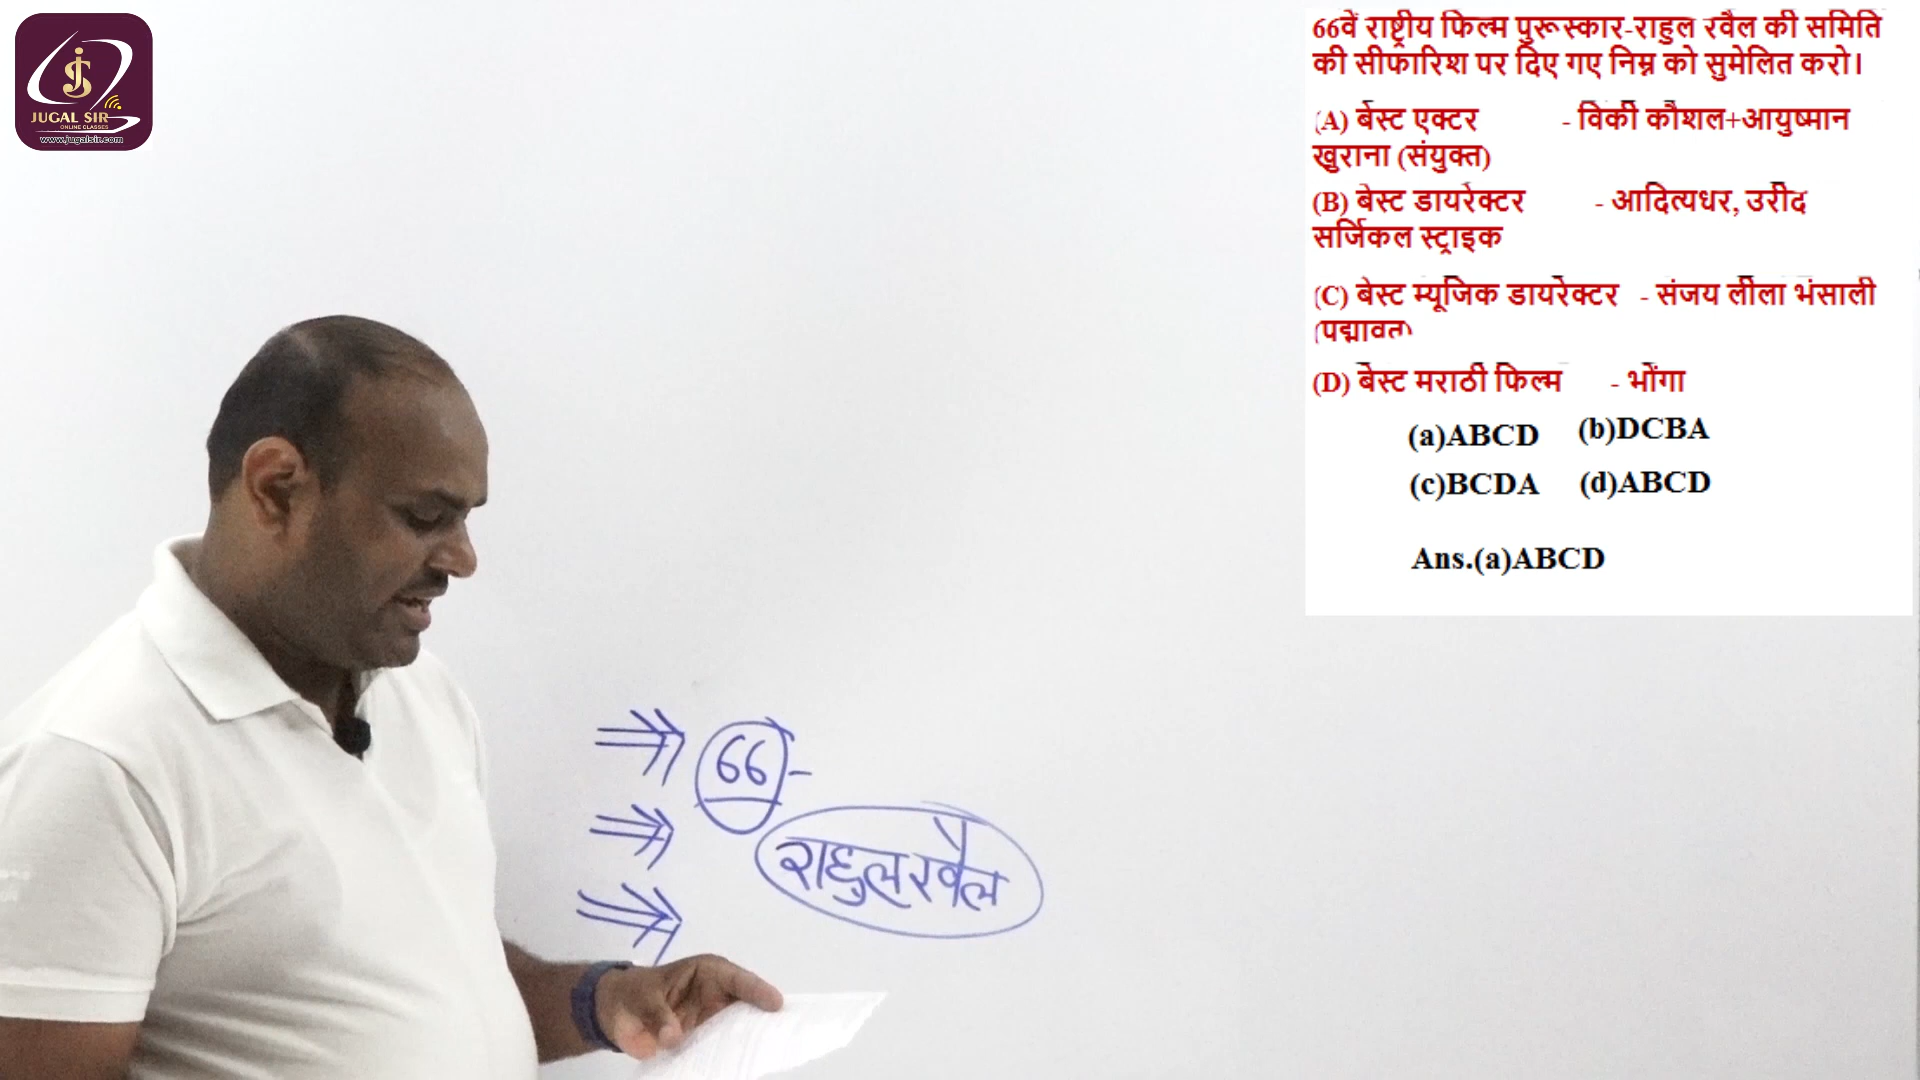 JS
JUGAL SIR
ONLINE CLASSES
www.jugalsir.com
66वें राष्ट्रीय फिल्म पुरूस्कार-राहुल रवैल की समिति
की सीफारिश पर दिए गए निम्न को सुमेलित करो।
(A) बेस्ट एक्टर - विकी कौशल+आयुष्मान
खुराना (संयुक्त)
(B) बेस्ट डायरेक्टर - आदित्यधर, उरीद
सर्जिकल स्ट्राइक
(C) बेस्ट म्यूजिक डायरेक्टर - संजय लीला भंसाली
(पद्मावत)
(D) बेस्ट मराठी फिल्म - भोंगा
(a)ABCD (b)DCBA
(c)BCDA (d)ABCD
Ans.(a)ABCD
66-
राहुल रवैल